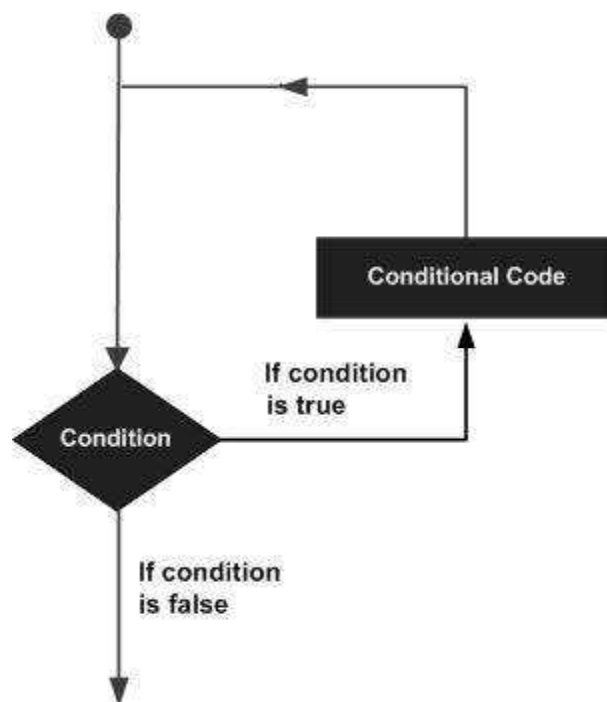 Conditional Code
If condition
is true
Condition
If condition
is false